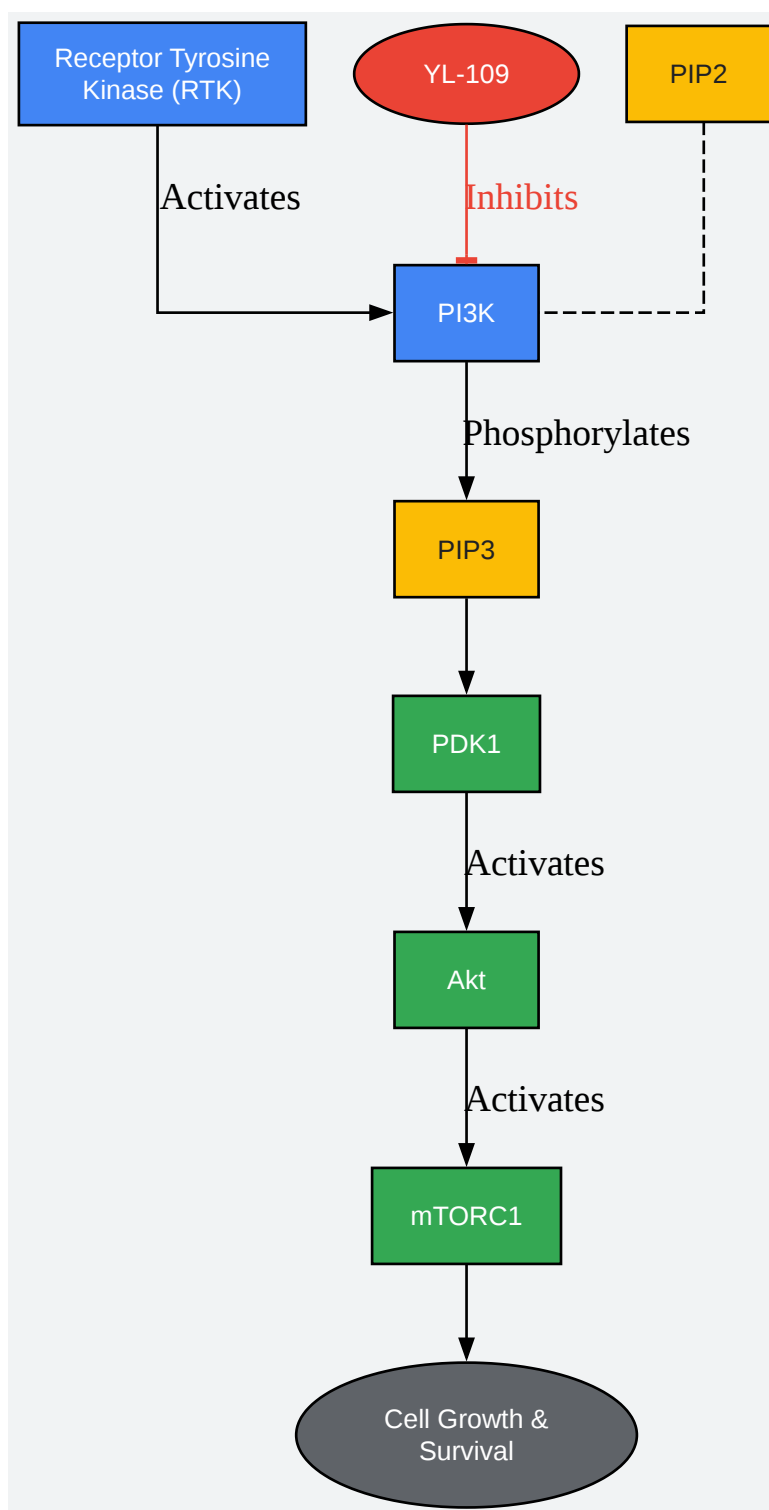 Receptor Tyrosine
Kinase (RTK)
YL-109
PIP2
Activates
Inhibits
PI3K
Phosphorylates
PIP3
PDK1
Activates
Akt
Activates
mTORC1
Cell Growth &
Survival